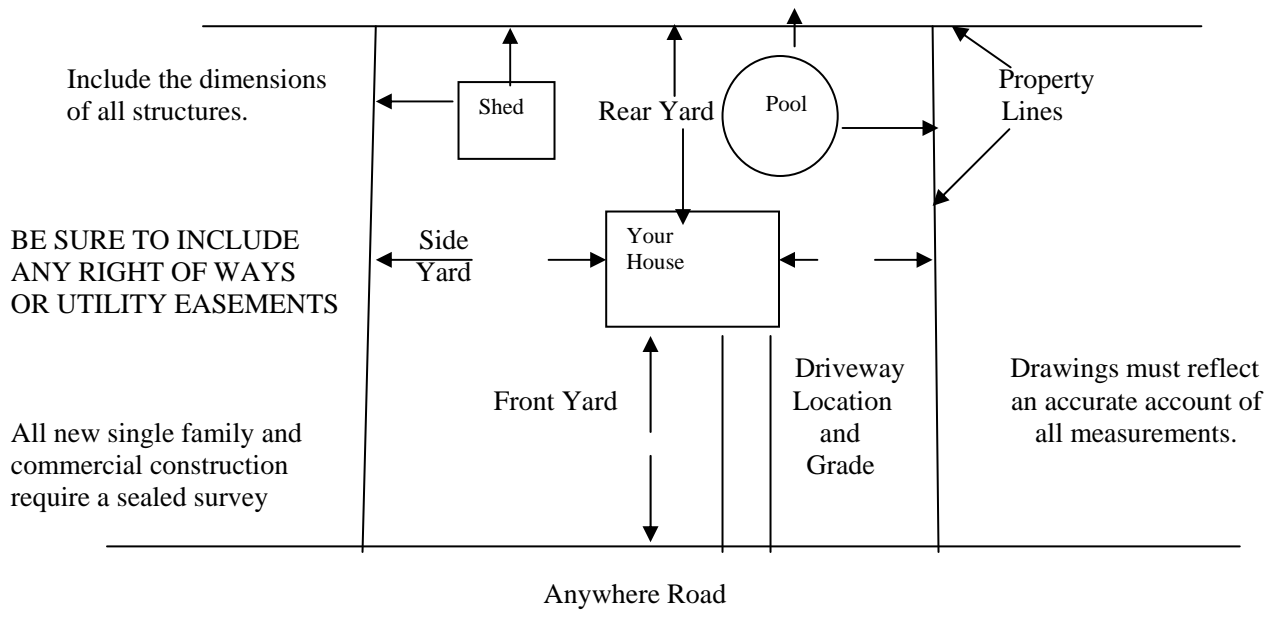 Include the dimensions
of all structures.
Shed
Rear Yard
Pool
Property
Lines
BE SURE TO INCLUDE
ANY RIGHT OF WAYS
OR UTILITY EASEMENTS
Side
Yard
Your
House
All new single family and
commercial construction
require a sealed survey
Front Yard
Driveway
Location
and
Grade
Drawings must reflect
an accurate account of
all measurements.
Anywhere Road